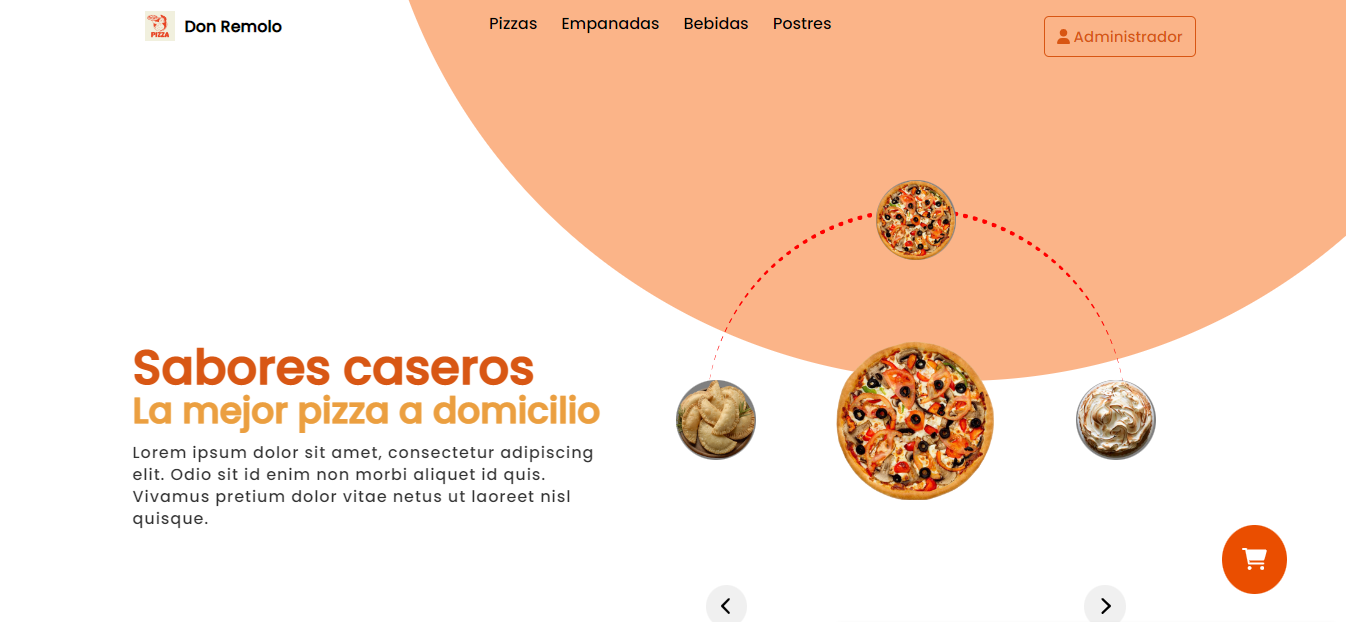 PIZZA
Don Remolo
Pizzas Empanadas Bebidas Postres
Administrador
Sabores caseros
La mejor pizza a domicilio
Lorem ipsum dolor sit amet, consectetur adipiscing
elit. Odio sit id enim non morbi aliquet id quis.
Vivamus pretium dolor vitae netus ut laoreet nisl
quisque.